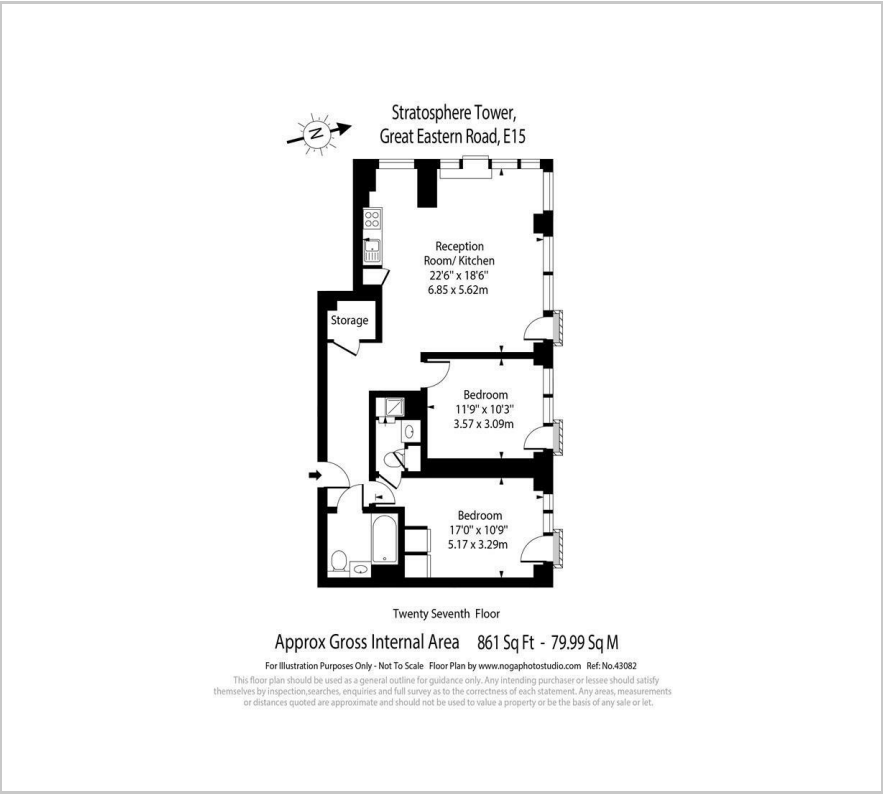 Stratosphere Tower,
Great Eastern Road, E15
N
Reception
Room/ Kitchen
22'6" x 18'6"
6.85 x 5.62m
Storage
Bedroom
11'9" x 10'3"
3.57 x 3.09m
Bedroom
17'0" x 10'9"
5.17 x 3.29m
Twenty Seventh Floor
Approx Gross Internal Area 861 Sq Ft - 79.99 Sq M
For Illustration Purposes Only - Not To Scale Floor Plan by www.nogaphotostudio.com Ref: No.43082
This floor plan should be used as a general outline for guidance only. Any intending purchaser or lessee should satisfy
themselves by inspection,searches, enquiries and full survey as to the correctness of each statement. Any areas, measurements
or distances quoted are approximate and should not be used to value a property or be the basis of any sale or let.